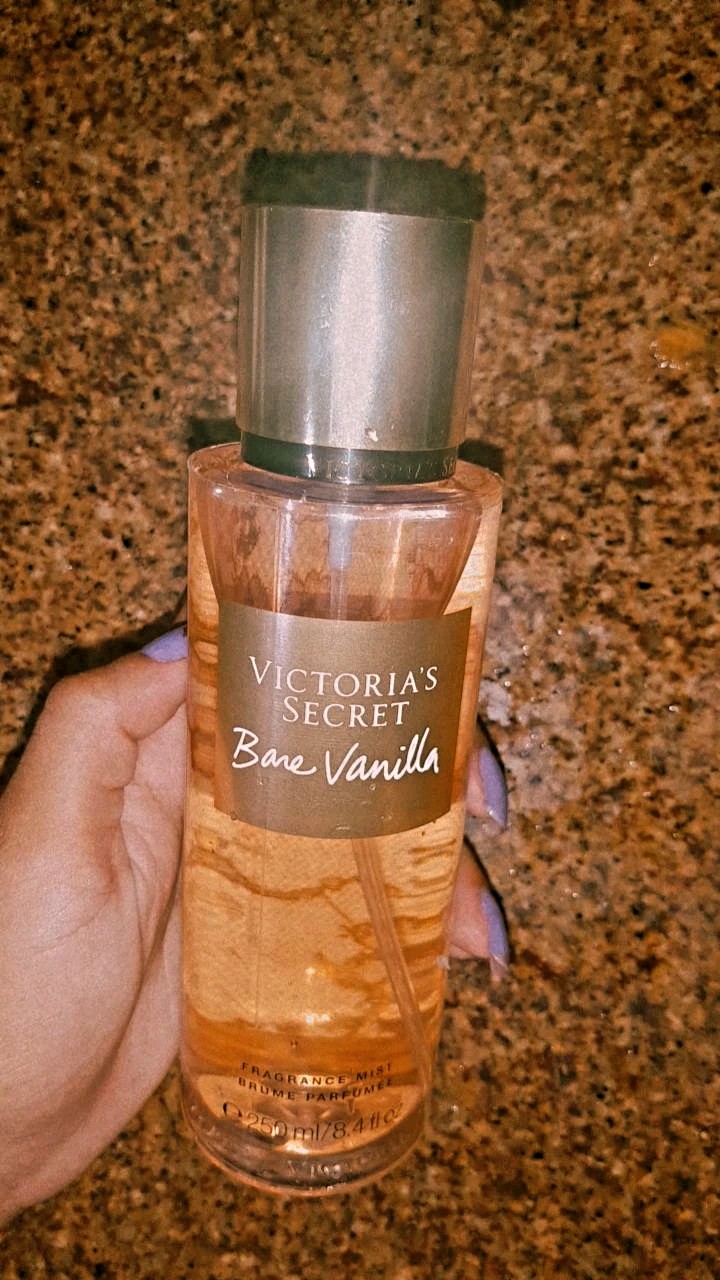 VICTORIA'S
SECRET
Bare Vanilla
FRAGRANCE MIST
BRUME PARFUMÉE
℮ 250 ml/8.4 fl oz